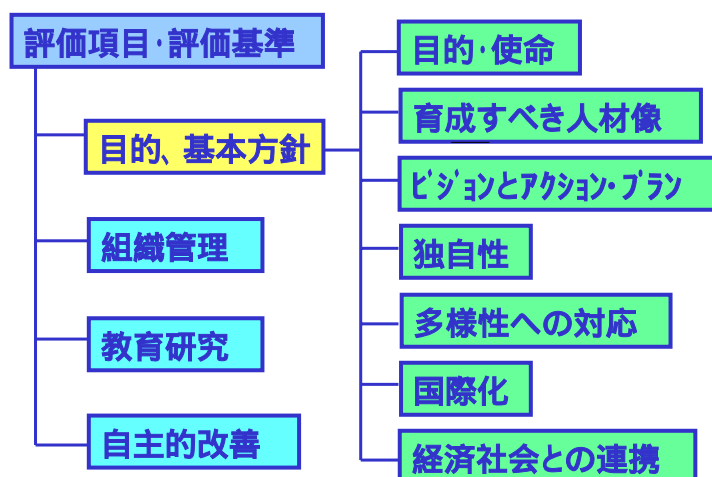 評価項目･評価基準
目的、基本方針
組織管理
教育研究
自主的改善
目的･使命
育成すべき人材像
ﾋﾞｼﾞｮﾝとｱｸｼｮﾝ･ﾌﾟﾗﾝ
独自性
多様性への対応
国際化
経済社会との連携